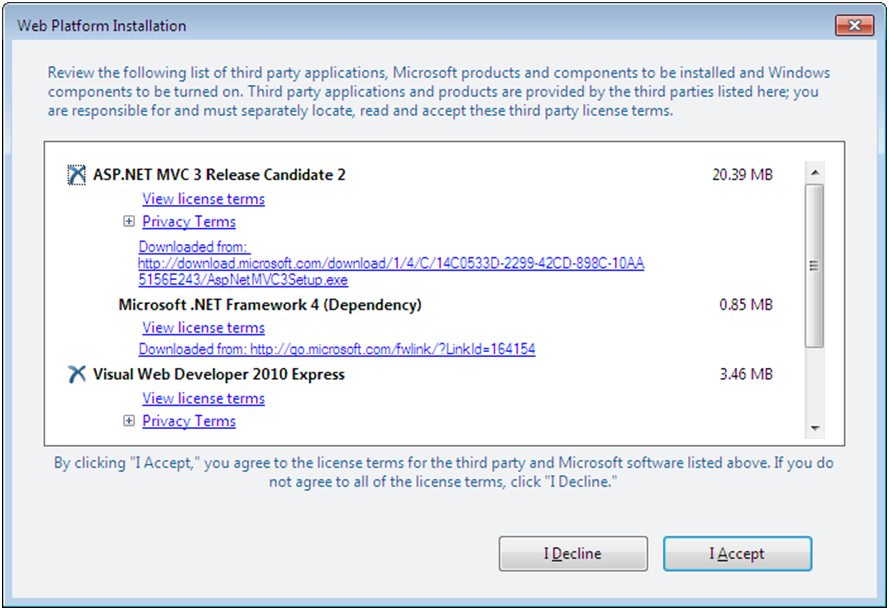 Web Platform Installation
Review the following list of third party applications, Microsoft products and components to be installed and Windows
components to be turned on. Third party applications and products are provided by the third parties listed here; you
are responsible for and must separately locate, read and accept these third party license terms.
ASP.NET MVC 3 Release Candidate 2 20.39 MB
View license terms
Privacy Terms
Downloaded from:
http://download.microsoft.com/download/1/4/C/14C0533D-2299-42CD-898C-10AA
5156E243/AspNetMVC3Setup.exe
Microsoft .NET Framework 4 (Dependency) 0.85 MB
View license terms
Downloaded from: http://go.microsoft.com/fwlink/?LinkId=164154
Visual Web Developer 2010 Express 3.46 MB
View license terms
Privacy Terms
By clicking "I Accept," you agree to the license terms for the third party and Microsoft software listed above. If you do
not agree to all of the license terms, click "I Decline."
I Decline I Accept